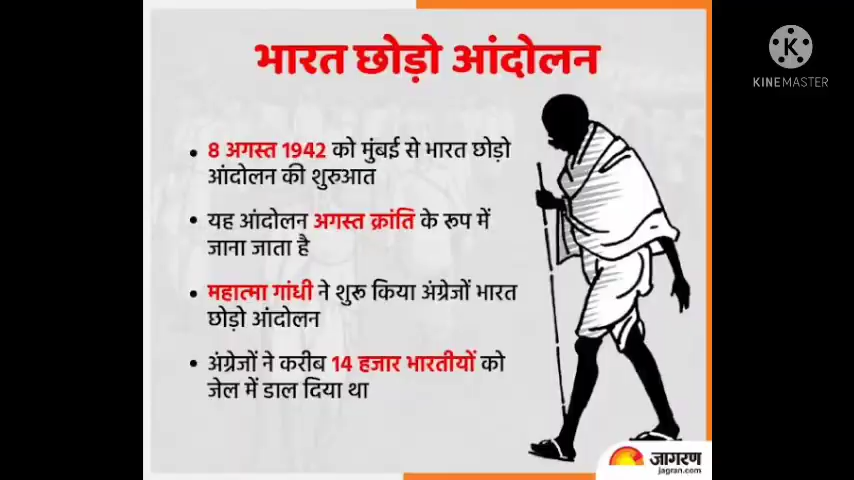 भारत छोड़ो आंदोलन
KINEMASTER
• 8 अगस्त 1942 को मुंबई से भारत छोड़ो
आंदोलन की शुरुआत
• यह आंदोलन अगस्त क्रांति के रूप में
जाना जाता है
• महात्मा गांधी ने शुरू किया अंग्रेजों भारत
छोड़ो आंदोलन
• अंग्रेजों ने करीब 14 हजार भारतीयों को
जेल में डाल दिया था
जागरण
jagran.com